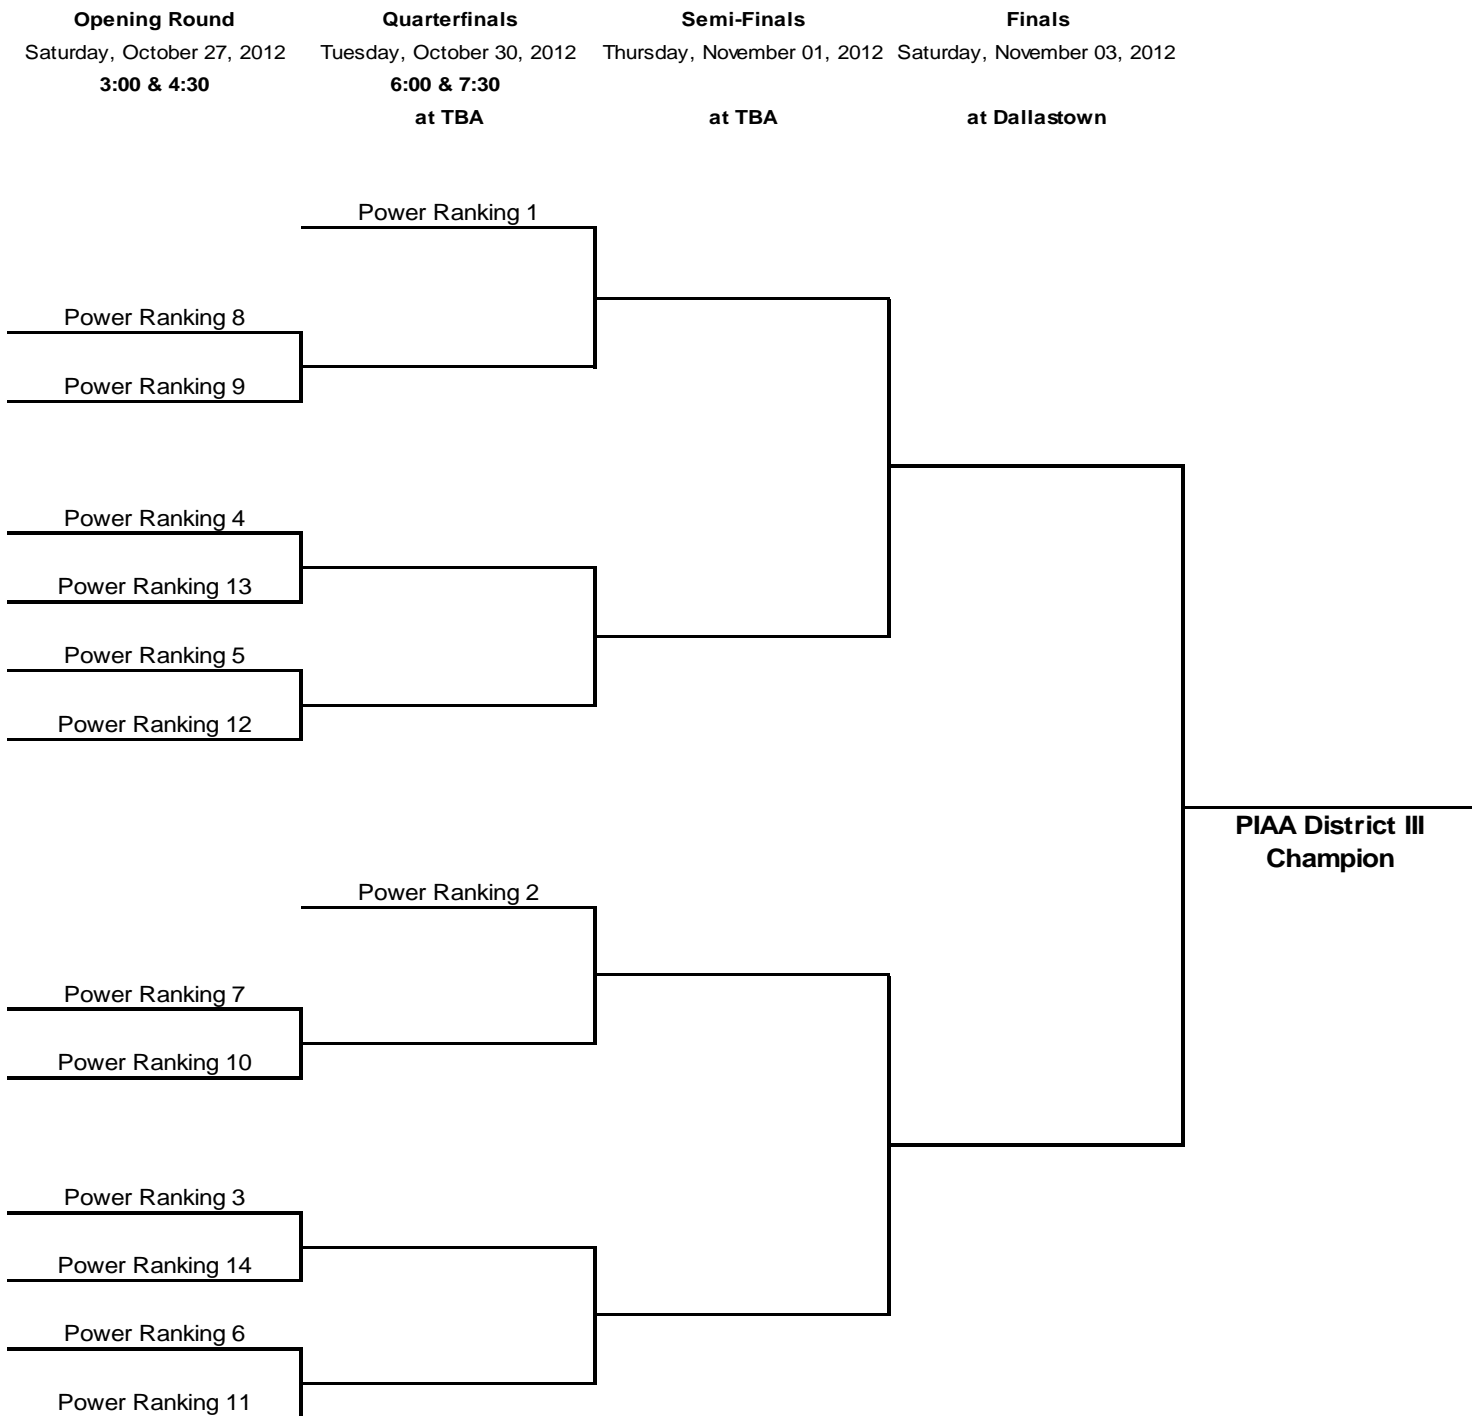 Opening Round Quarterfinals Semi-Finals Finals
Saturday, October 27, 2012 Tuesday, October 30, 2012 Thursday, November 01, 2012 Saturday, November 03, 2012
3:00 & 4:30 6:00 & 7:30
at TBA at TBA at Dallastown
Power Ranking 1
Power Ranking 8
Power Ranking 9
Power Ranking 4
Power Ranking 13
Power Ranking 5
Power Ranking 12
PIAA District III
Champion
Power Ranking 2
Power Ranking 7
Power Ranking 10
Power Ranking 3
Power Ranking 14
Power Ranking 6
Power Ranking 11